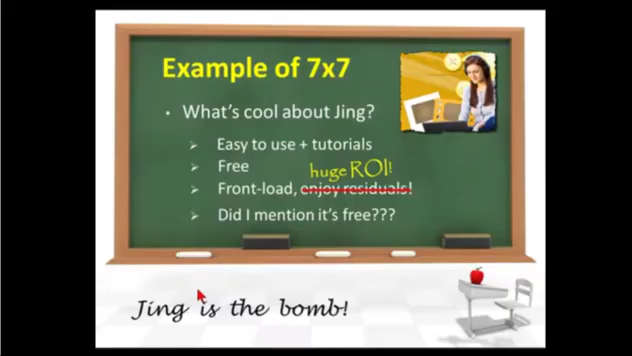 Example of 7x7
What's cool about Jing?
Easy to use + tutorials
Free
huge ROI!
Front-load, enjoy residuals!
Did I mention it's free???
Jing is the bomb!